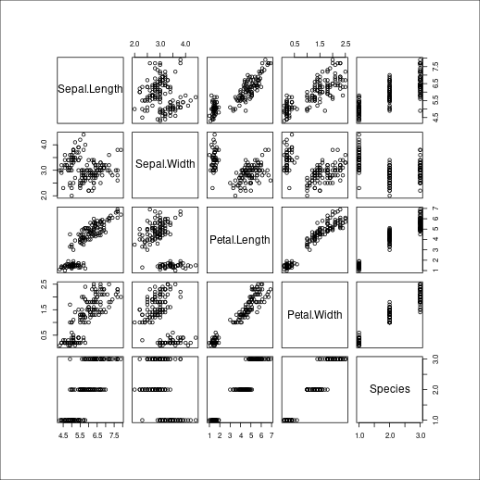 2.0 3.0 4.0 0.5 1.5 2.5
Sepal.Length
4.5 5.5 6.5 7.5
2.0 3.0 4.0
Sepal.Width
Petal.Length
1 2 3 4 5 6 7
0.5 1.5 2.5
Petal.Width
Species
1.0 2.0 3.0
4.5 5.5 6.5 7.5 1 2 3 4 5 6 7 1.0 2.0 3.0